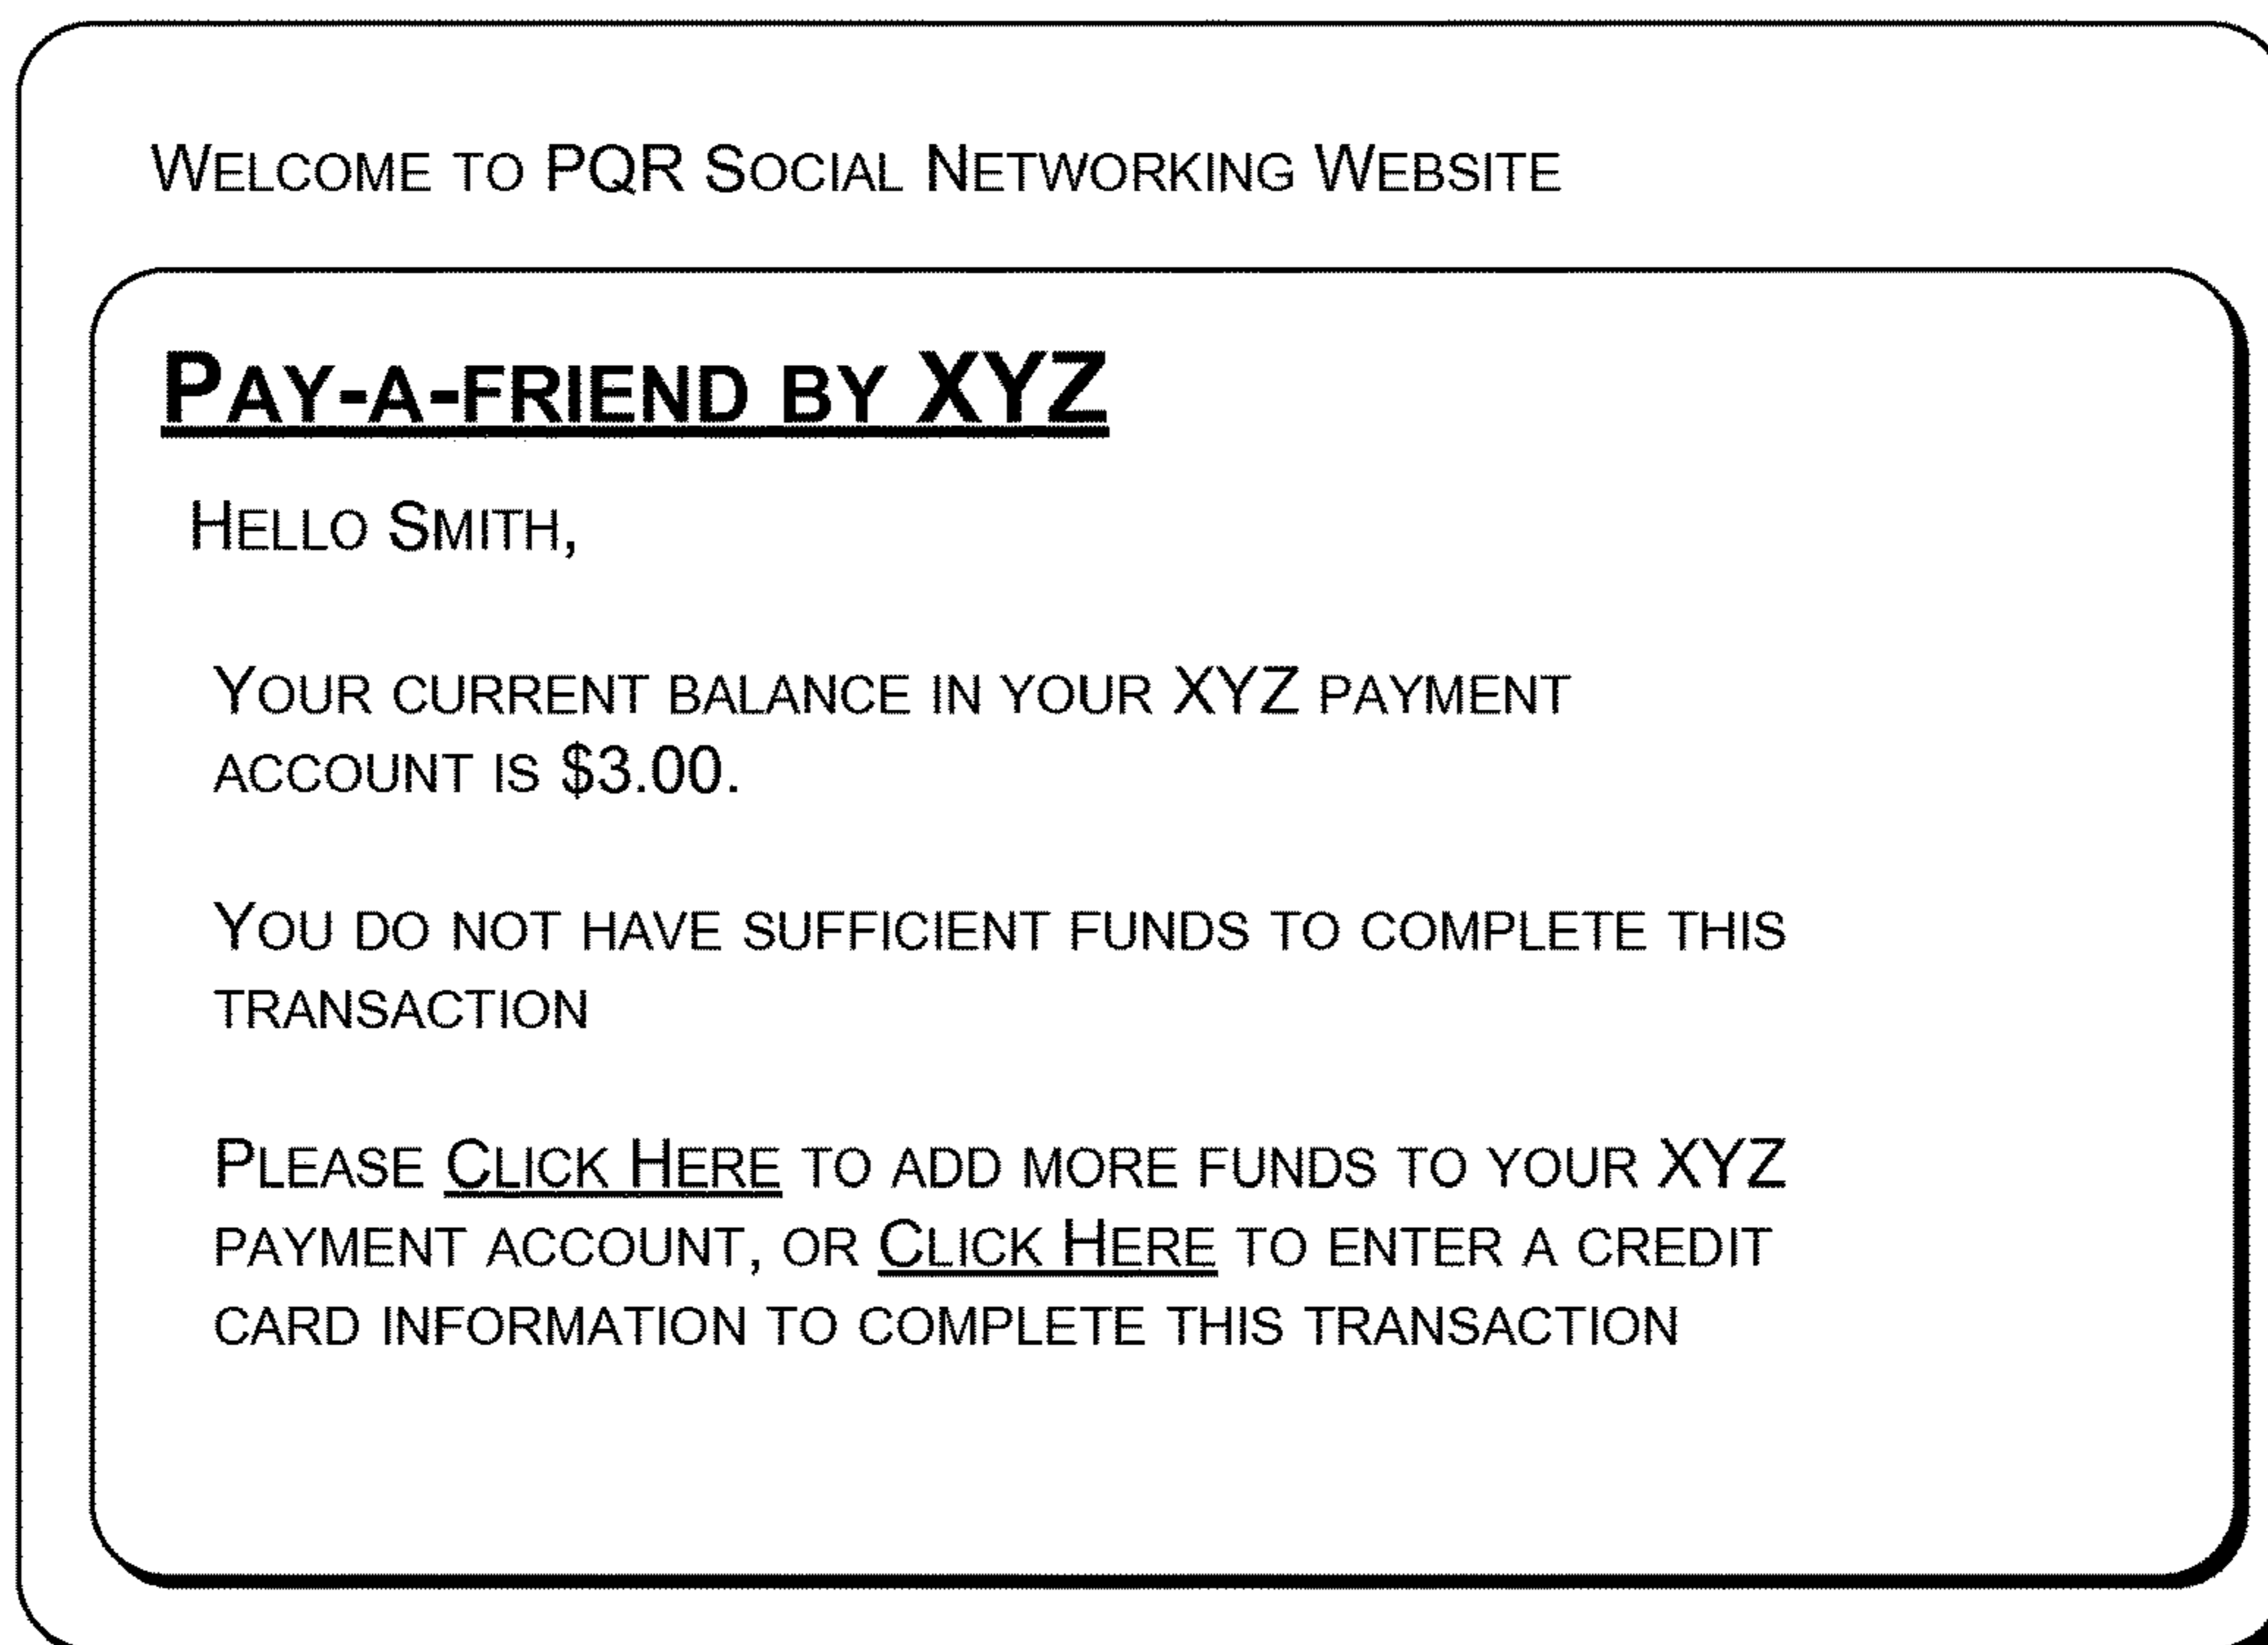 Welcome to PQR Social Networking Website
Pay-a-friend by XYZ
Hello Smith,
Your current balance in your XYZ payment
account is $3.00.
You do not have sufficient funds to complete this
transaction
Please Click Here to add more funds to your XYZ
payment account, or Click Here to enter a credit
card information to complete this transaction